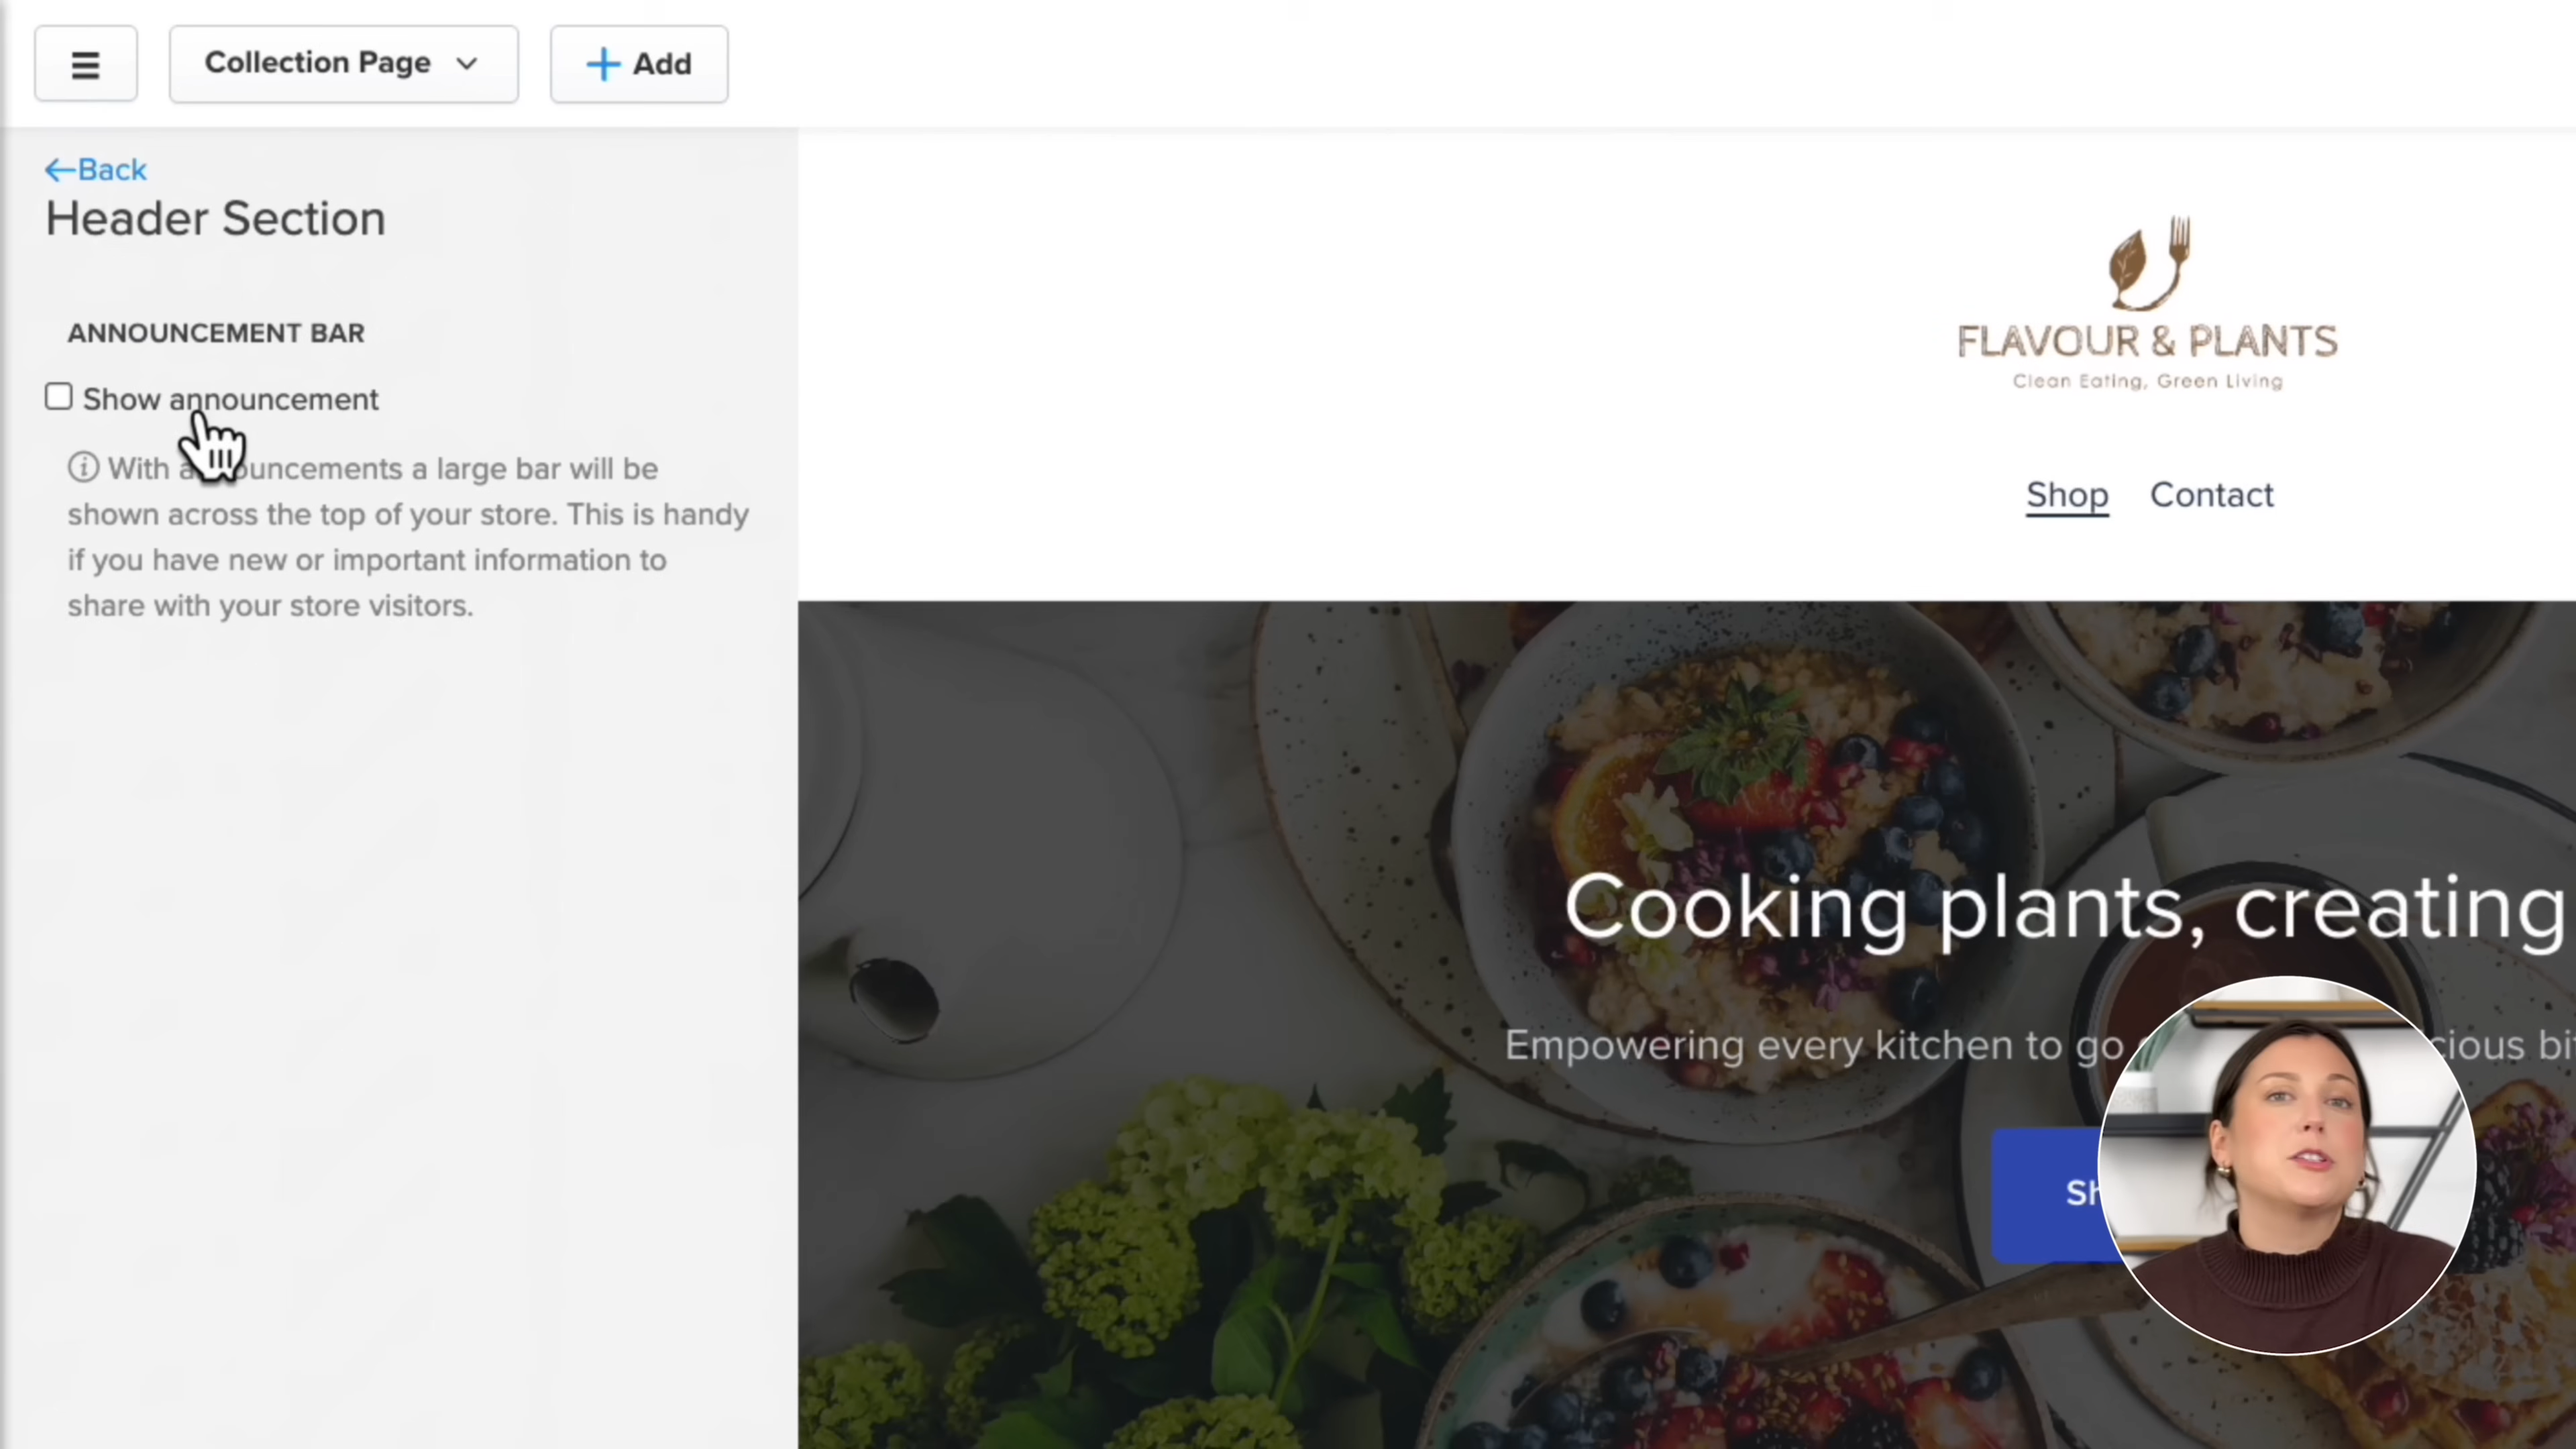 Collection Page
Add
Back
Header Section
ANNOUNCEMENT BAR
Show announcement
With announcements a large bar will be
shown across the top of your store. This is handy
if you have new or important information to
share with your store visitors.
FLAVOUR & PLANTS
Clean Eating, Green Living
Shop Contact
Cooking plants, creating
Empowering every kitchen to go